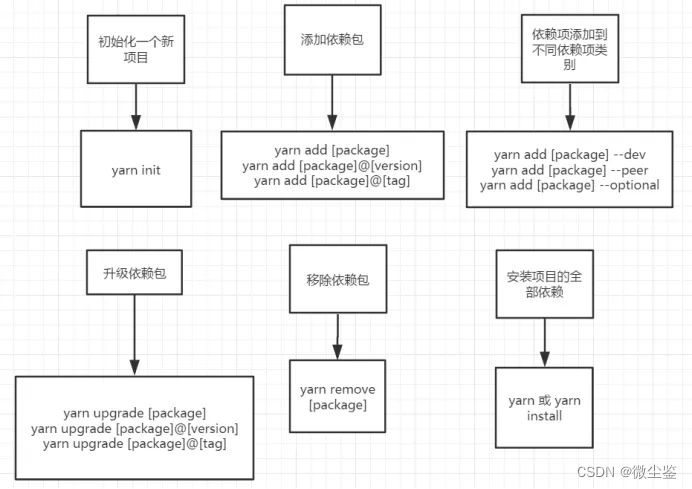 初始化一个新
项目
yarn init
添加依赖包
yarn add [package]
yarn add [package]@[version]
yarn add [package]@[tag]
依赖项添加到
不同依赖项类
别
yarn add [package] --dev
yarn add [package] --peer
yarn add [package] --optional
升级依赖包
yarn upgrade [package]
yarn upgrade [package]@[version]
yarn upgrade [package]@[tag]
移除依赖包
yarn remove
[package]
安装项目的全
部依赖
yarn 或 yarn
install
CSDN @微尘鉴